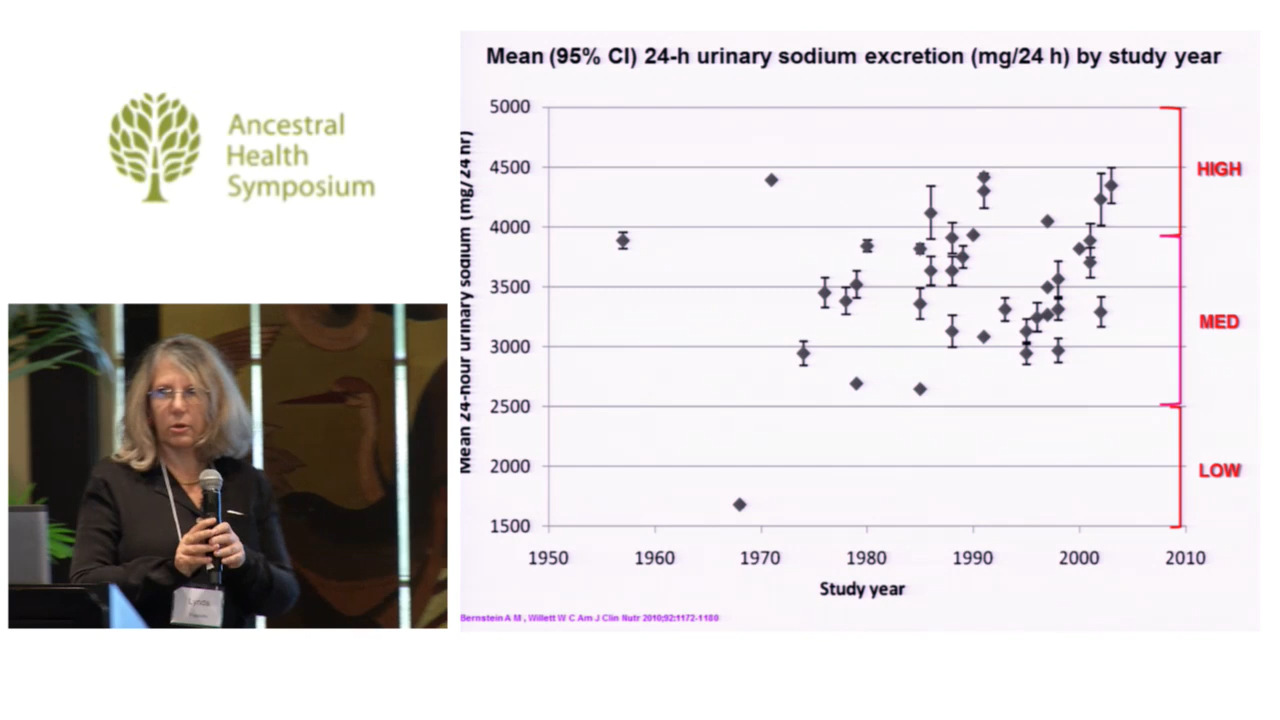 Ancestral
Health
Symposium
Mean (95% CI) 24-h urinary sodium excretion (mg/24 h) by study year
Mean 24-hour urinary sodium (mg/24 hr)
5000
4500
4000
3500
3000
2500
2000
1500
1950 1960 1970 1980 1990 2000 2010
Study year
HIGH
MED
LOW
Bernstein A M , Willett W C Am J Clin Nutr 2010;92:1172-1180
Lynda